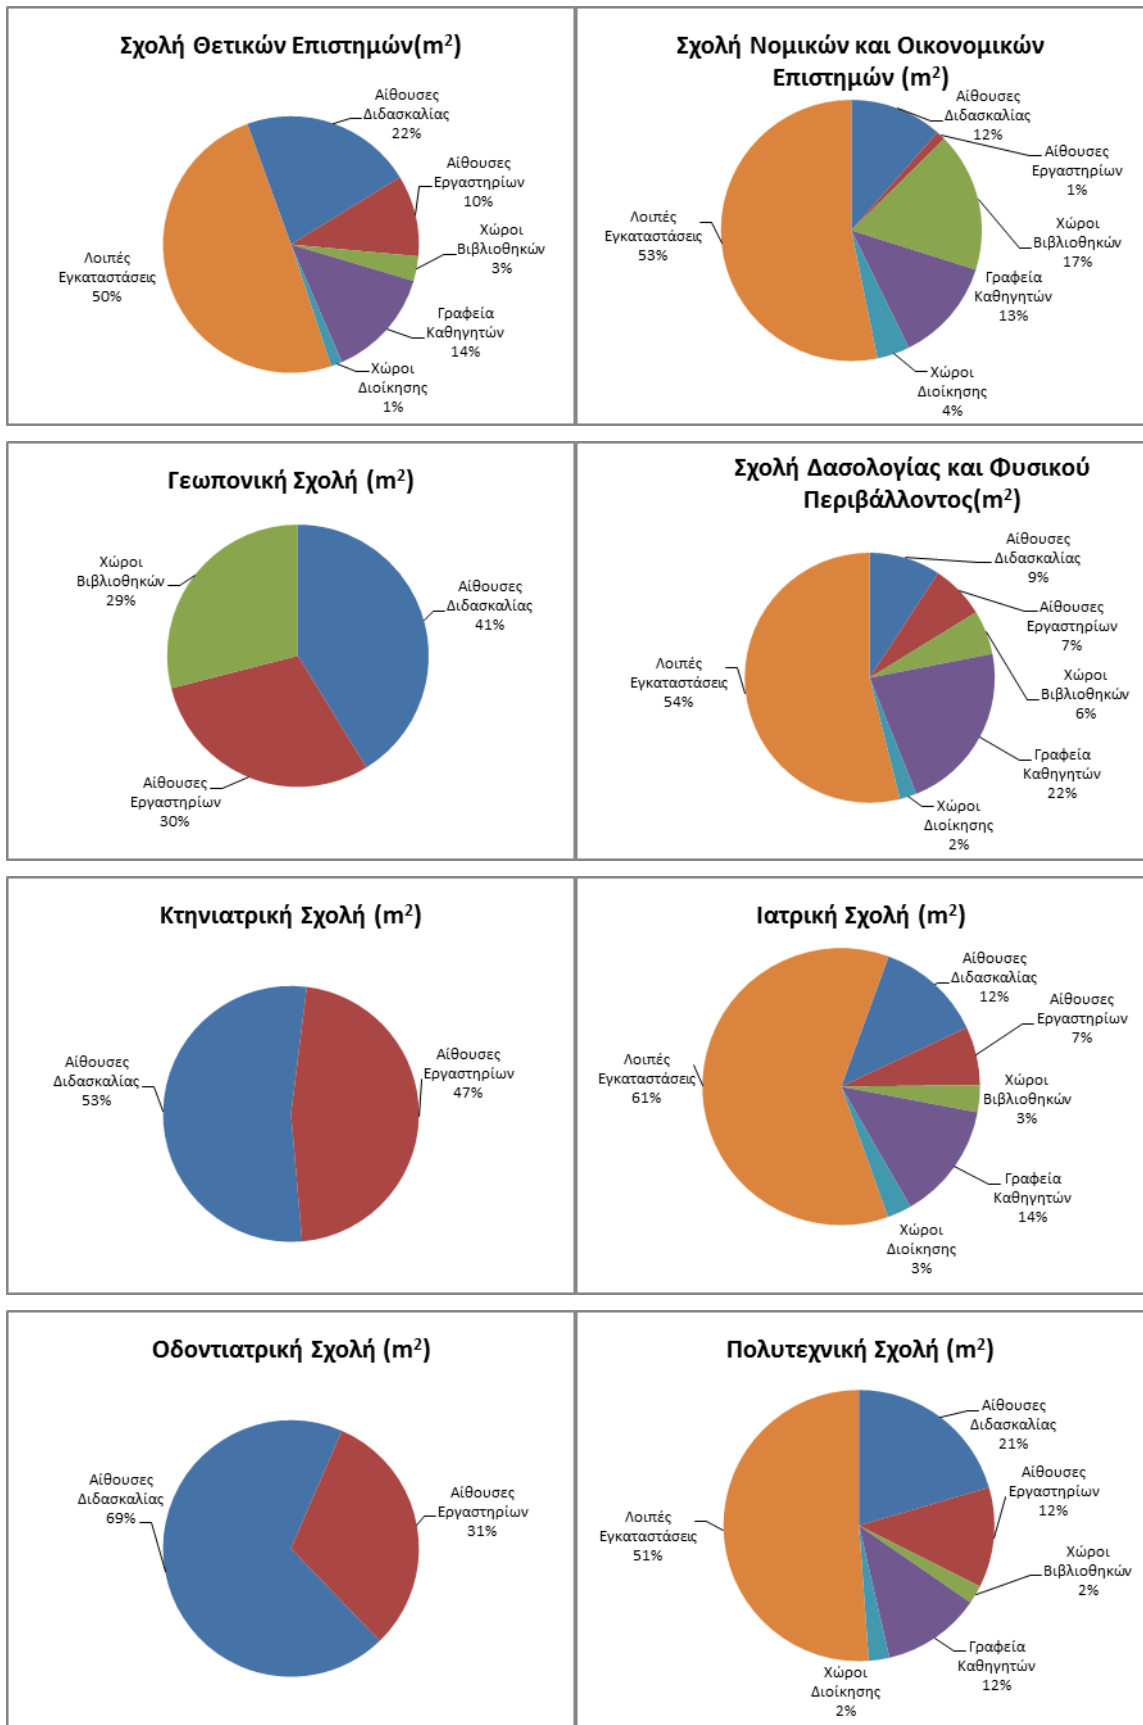 Σχολή Θετικών Επιστημών(m²)
Αίθουσες
Διδασκαλίας
22%
Αίθουσες
Εργαστηρίων
10%
Χώροι
Βιβλιοθηκών
3%
Γραφεία
Καθηγητών
14%
Χώροι
Διοίκησης
1%
Λοιπές
Εγκαταστάσεις
50%
Σχολή Νομικών και Οικονομικών
Επιστημών (m²)
Αίθουσες
Διδασκαλίας
12%
Αίθουσες
Εργαστηρίων
1%
Χώροι
Βιβλιοθηκών
17%
Γραφεία
Καθηγητών
13%
Χώροι
Διοίκησης
4%
Λοιπές
Εγκαταστάσεις
53%
Γεωπονική Σχολή (m²)
Χώροι
Βιβλιοθηκών
29%
Αίθουσες
Διδασκαλίας
41%
Αίθουσες
Εργαστηρίων
30%
Σχολή Δασολογίας και Φυσικού
Περιβάλλοντος(m²)
Αίθουσες
Διδασκαλίας
9%
Αίθουσες
Εργαστηρίων
7%
Χώροι
Βιβλιοθηκών
6%
Γραφεία
Καθηγητών
22%
Χώροι
Διοίκησης
2%
Λοιπές
Εγκαταστάσεις
54%
Κτηνιατρική Σχολή (m²)
Αίθουσες
Διδασκαλίας
53%
Αίθουσες
Εργαστηρίων
47%
Ιατρική Σχολή (m²)
Αίθουσες
Διδασκαλίας
12%
Αίθουσες
Εργαστηρίων
7%
Χώροι
Βιβλιοθηκών
3%
Γραφεία
Καθηγητών
14%
Χώροι
Διοίκησης
3%
Λοιπές
Εγκαταστάσεις
61%
Οδοντιατρική Σχολή (m²)
Αίθουσες
Διδασκαλίας
69%
Αίθουσες
Εργαστηρίων
31%
Πολυτεχνική Σχολή (m²)
Αίθουσες
Διδασκαλίας
21%
Αίθουσες
Εργαστηρίων
12%
Χώροι
Βιβλιοθηκών
2%
Γραφεία
Καθηγητών
12%
Χώροι
Διοίκησης
2%
Λοιπές
Εγκαταστάσεις
51%